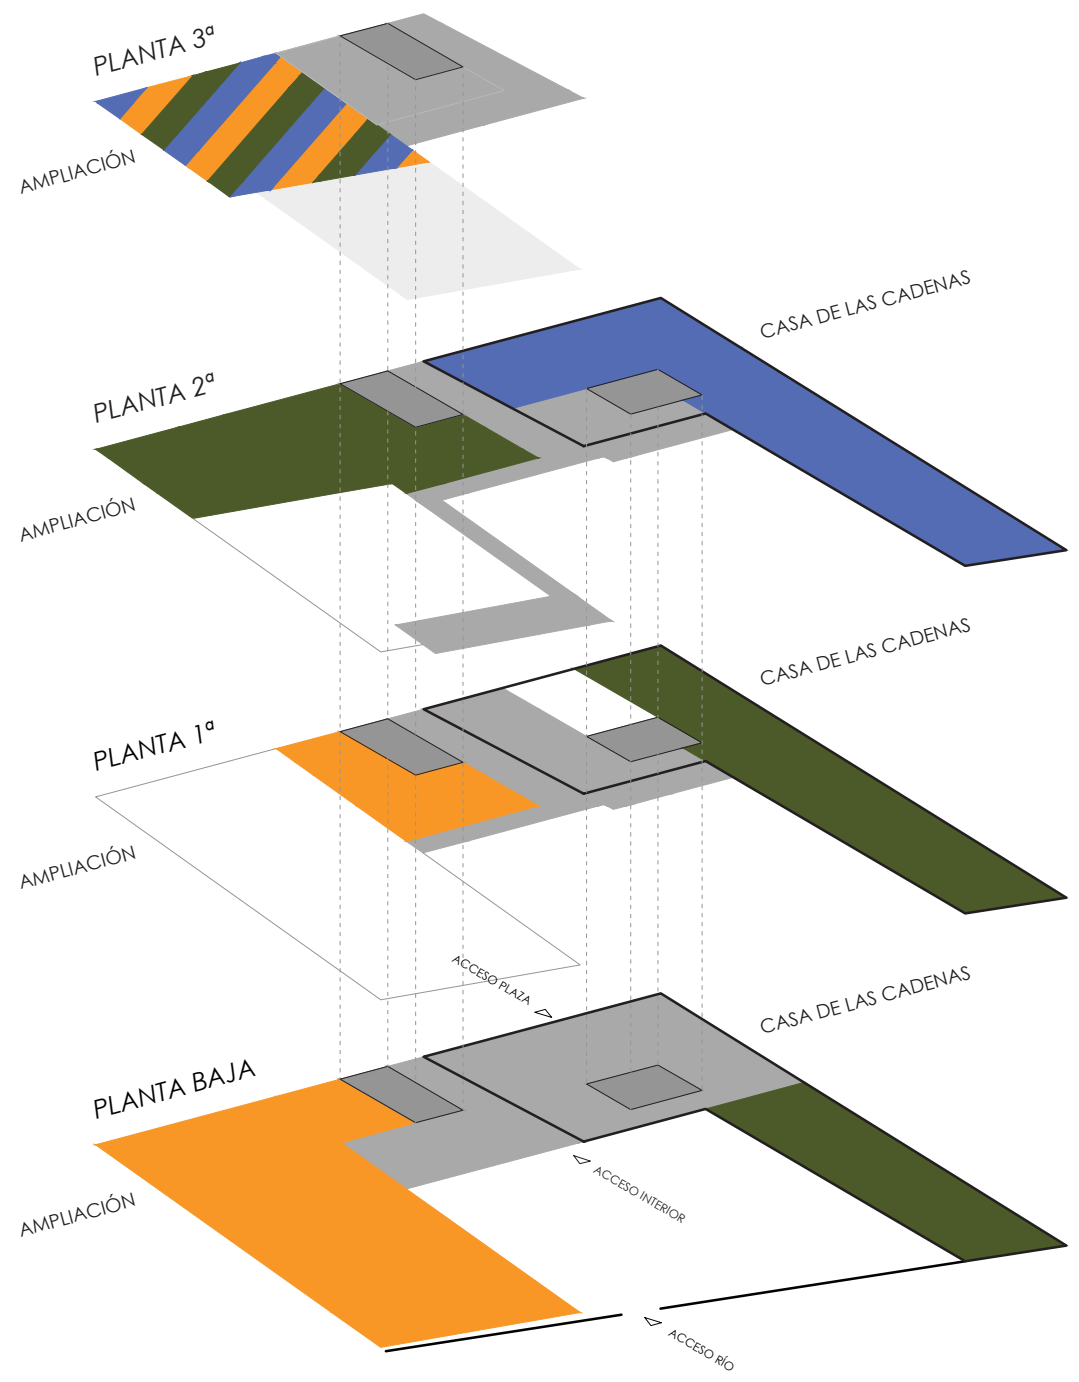 PLANTA 3ª
AMPLIACIÓN
CASA DE LAS CADENAS
PLANTA 2ª
AMPLIACIÓN
CASA DE LAS CADENAS
PLANTA 1ª
AMPLIACIÓN
ACCESO PLAZA
CASA DE LAS CADENAS
PLANTA BAJA
AMPLIACIÓN
ACCESO INTERIOR
ACCESO RÍO